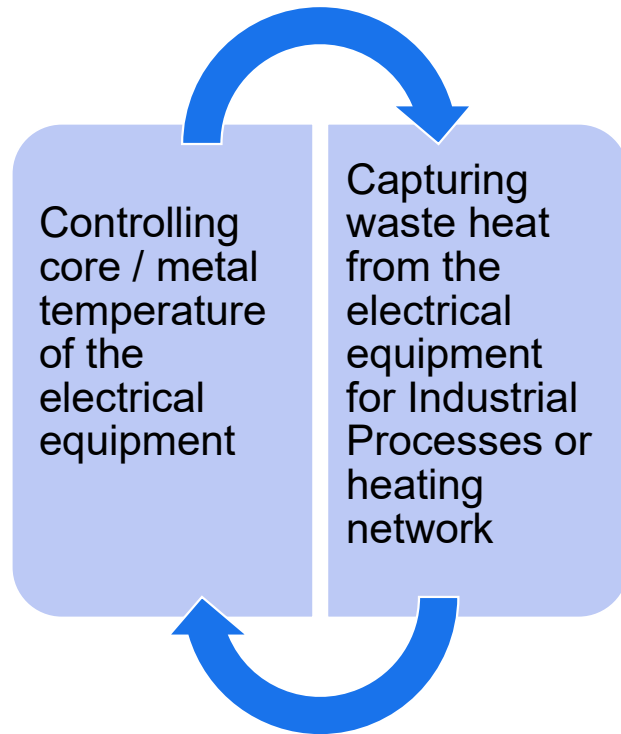 Controlling
core / metal
temperature
of the
electrical
equipment
Capturing
waste heat
from the
electrical
equipment
for Industrial
Processes or
heating
network